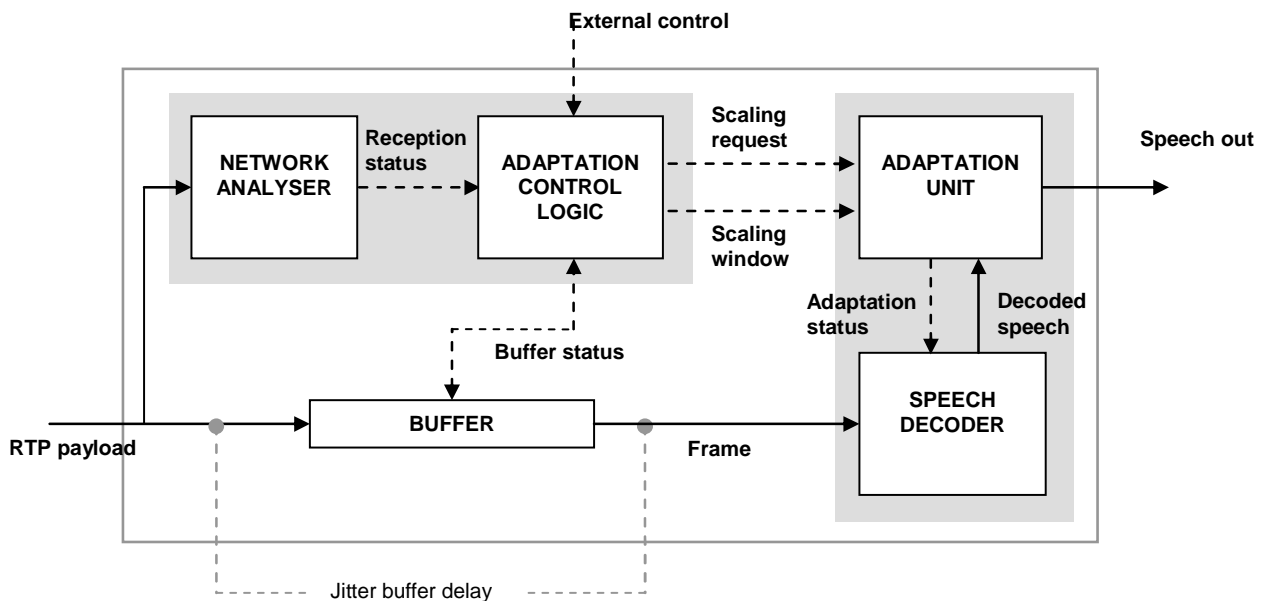 External control
NETWORK
ANALYSER
Reception
status
ADAPTATION
CONTROL
LOGIC
Scaling
request
Scaling
window
ADAPTATION
UNIT
Speech out
Adaptation
status
Decoded
speech
Buffer status
BUFFER
SPEECH
DECODER
RTP payload
Frame
Jitter buffer delay